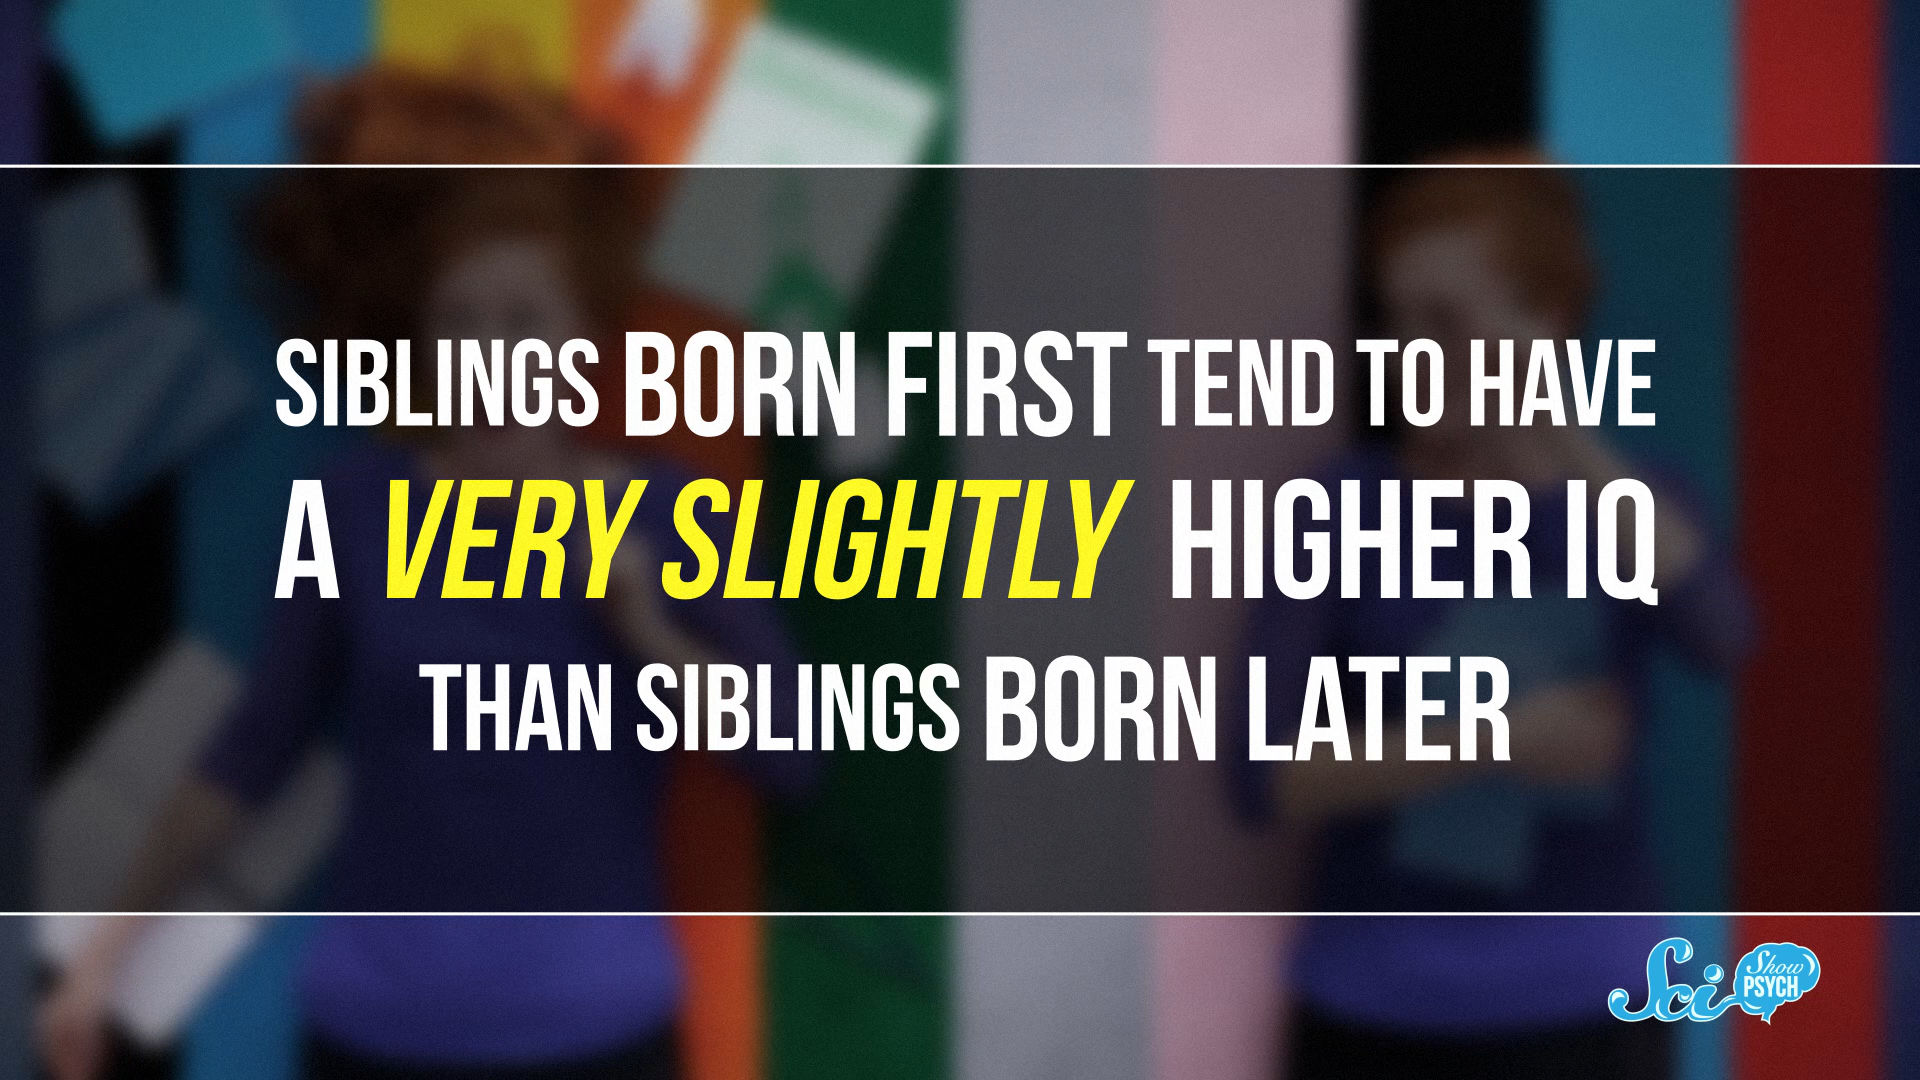 SIBLINGS BORN FIRST TEND TO HAVE
A VERY SLIGHTLY HIGHER IQ
THAN SIBLINGS BORN LATER
Sci Show
PSYCH